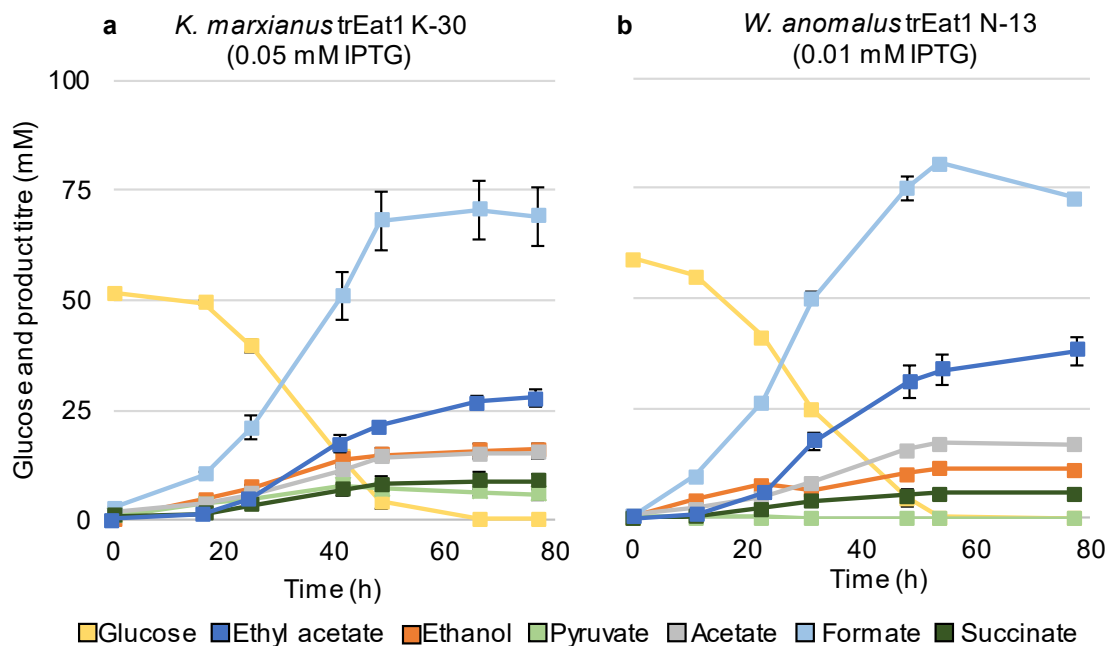 a K. marxianus trEat1 K-30
(0.05 mM IPTG)
b W. anomalus trEat1 N-13
(0.01 mM IPTG)
Glucose and product titre (mM)
100
75
50
25
0
0 20 40 60 80
Time (h)
0 20 40 60 80
Time (h)
Glucose Ethyl acetate Ethanol Pyruvate Acetate Formate Succinate